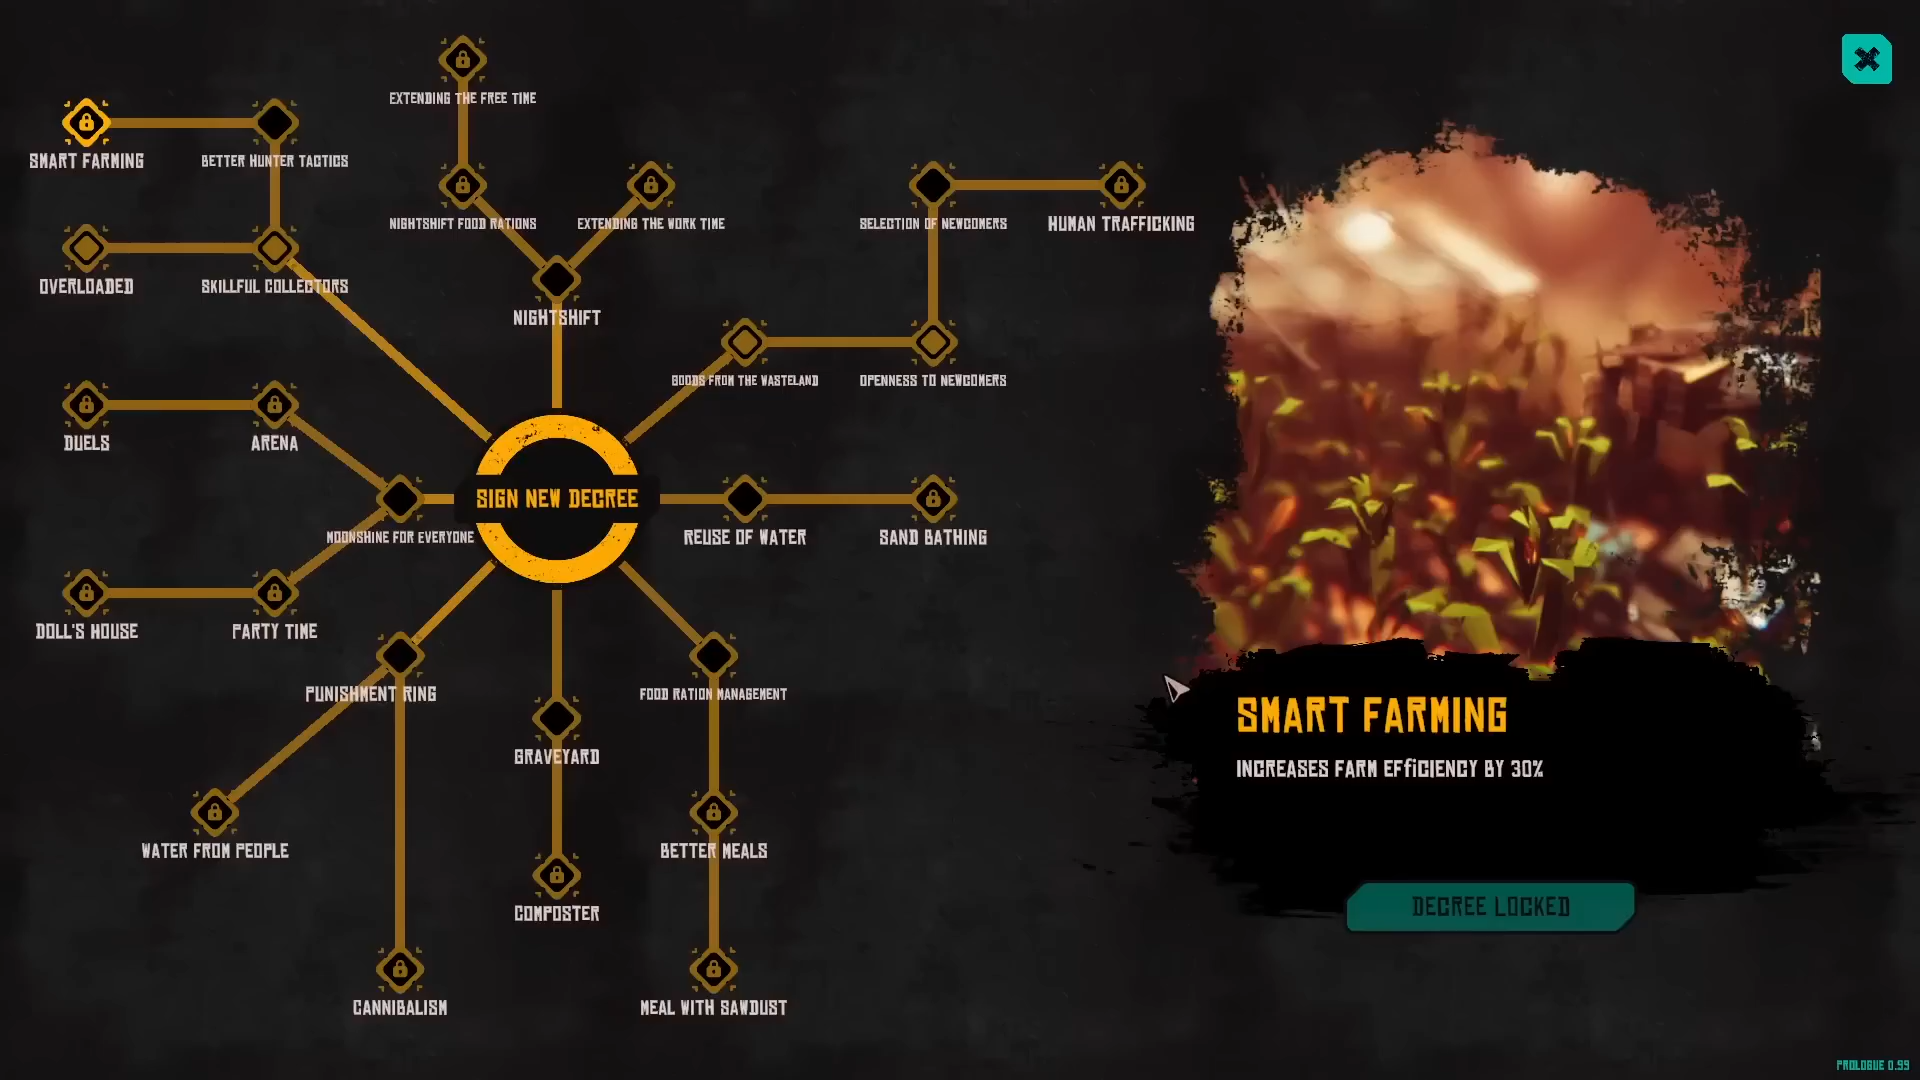 EXTENDING THE FREE TIME
SMART FARMING
BETTER HUNTER TACTICS
NIGHTSHIFT FOOD RATIONS
EXTENDING THE WORK TIME
SELECTION OF NEWCOMERS
HUMAN TRAFFICKING
OVERLOADED
SKILLFUL COLLECTORS
NIGHTSHIFT
GOODS FROM THE WASTELAND
OPENNESS TO NEWCOMERS
DUELS
ARENA
SIGN NEW DECREE
MOONSHINE FOR EVERYONE
REUSE OF WATER
SAND BATHING
DOLL'S HOUSE
PARTY TIME
PUNISHMENT RING
FOOD RATION MANAGEMENT
GRAVEYARD
WATER FROM PEOPLE
BETTER MEALS
COMPOSTER
CANNIBALISM
MEAL WITH SAWDUST
SMART FARMING
INCREASES FARM EFFICIENCY BY 30%
DECREE LOCKED
PROLOGUE 0.99